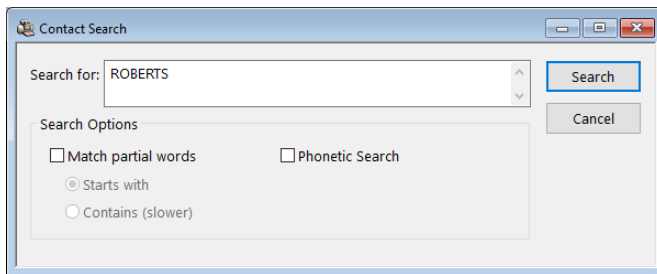 Contact Search
Search for: ROBERTS
Search
Cancel
Search Options
Match partial words Phonetic Search
Starts with
Contains (slower)